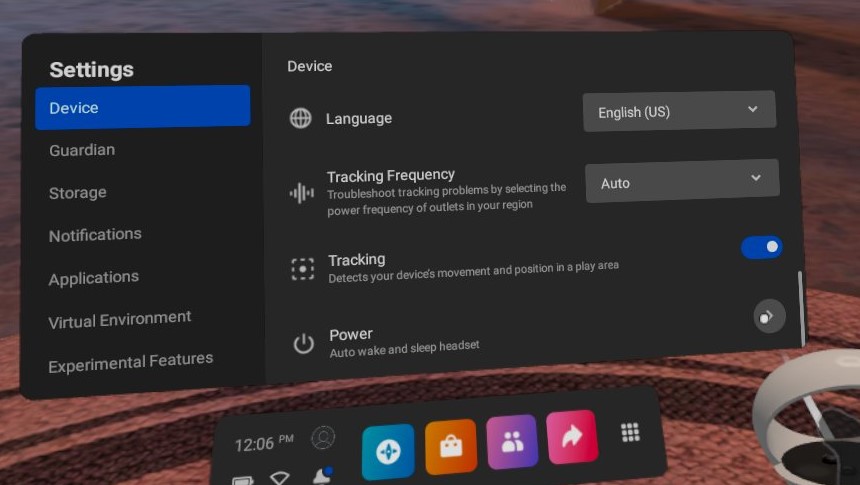 Settings
Device
Guardian
Storage
Notifications
Applications
Virtual Environment
Experimental Features
Device
Language
English (US)
Tracking Frequency
Troubleshoot tracking problems by selecting the
power frequency of outlets in your region
Auto
Tracking
Detects your device's movement and position in a play area
Power
Auto wake and sleep headset
12:06 PM